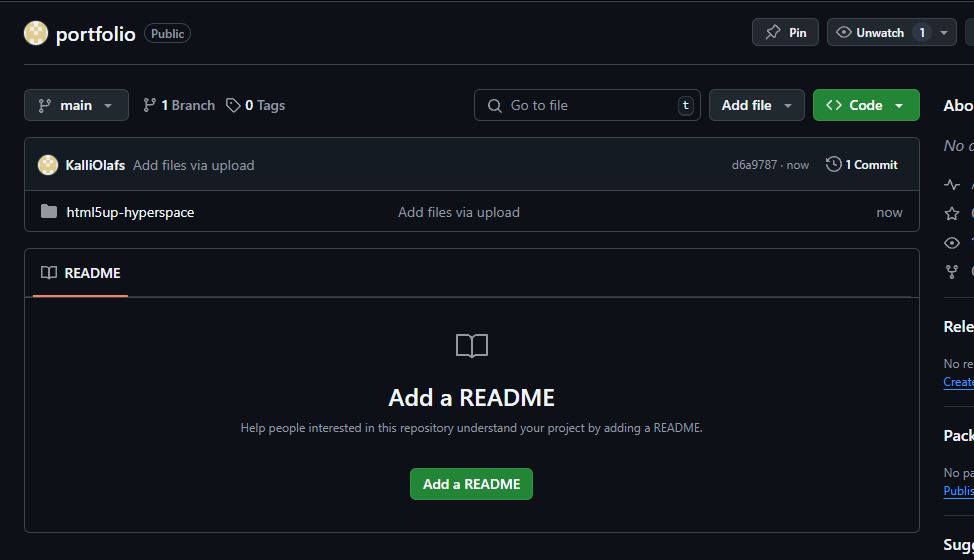 portfolio Public Pin Unwatch 1
main 1 Branch 0 Tags Go to file t Add file Code
KalliOlafs Add files via upload d6a9787 · now 1 Commit
html5up-hyperspace Add files via upload now
README
Add a README
Help people interested in this repository understand your project by adding a README.
Add a README
Abo
No
Rele
No re
Create
Pack
No pa
Publis
Sugg